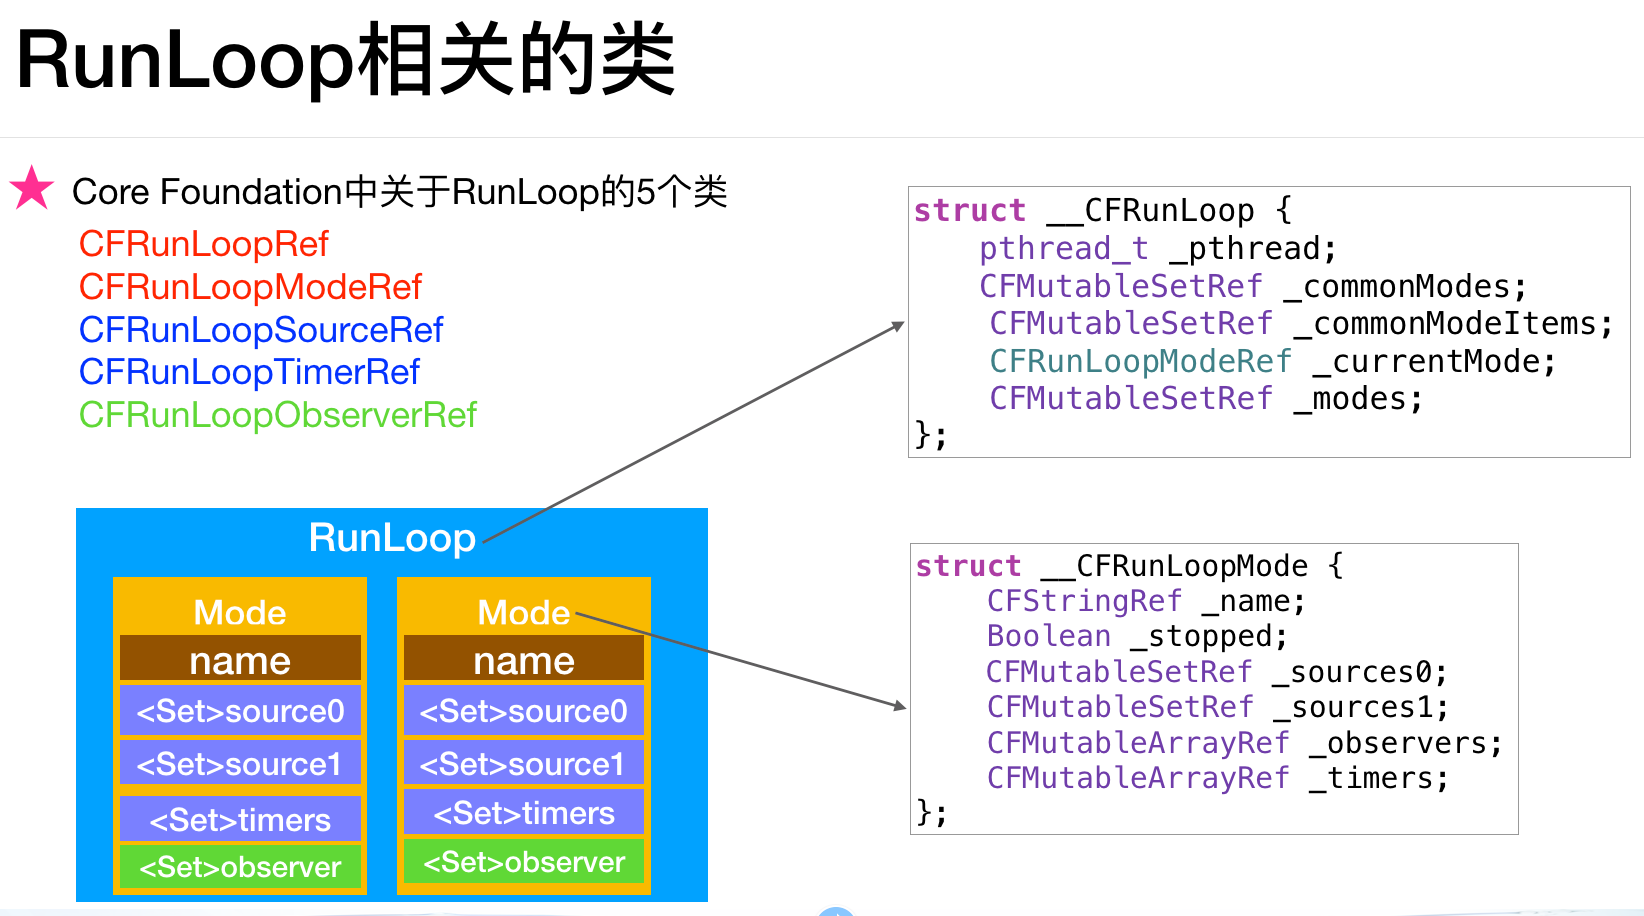 RunLoop相关的类
Core Foundation中关于RunLoop的5个类
CFRunLoopRef
CFRunLoopModeRef
CFRunLoopSourceRef
CFRunLoopTimerRef
CFRunLoopObserverRef
struct __CFRunLoop {
pthread_t _pthread;
CFMutableSetRef _commonModes;
CFMutableSetRef _commonModeItems;
CFRunLoopModeRef _currentMode;
CFMutableSetRef _modes;
};
RunLoop
Mode
name
<Set>source0
<Set>source1
<Set>timers
<Set>observer
Mode
name
<Set>source0
<Set>source1
<Set>timers
<Set>observer
struct __CFRunLoopMode {
CFStringRef _name;
Boolean _stopped;
CFMutableSetRef _sources0;
CFMutableSetRef _sources1;
CFMutableArrayRef _observers;
CFMutableArrayRef _timers;
};